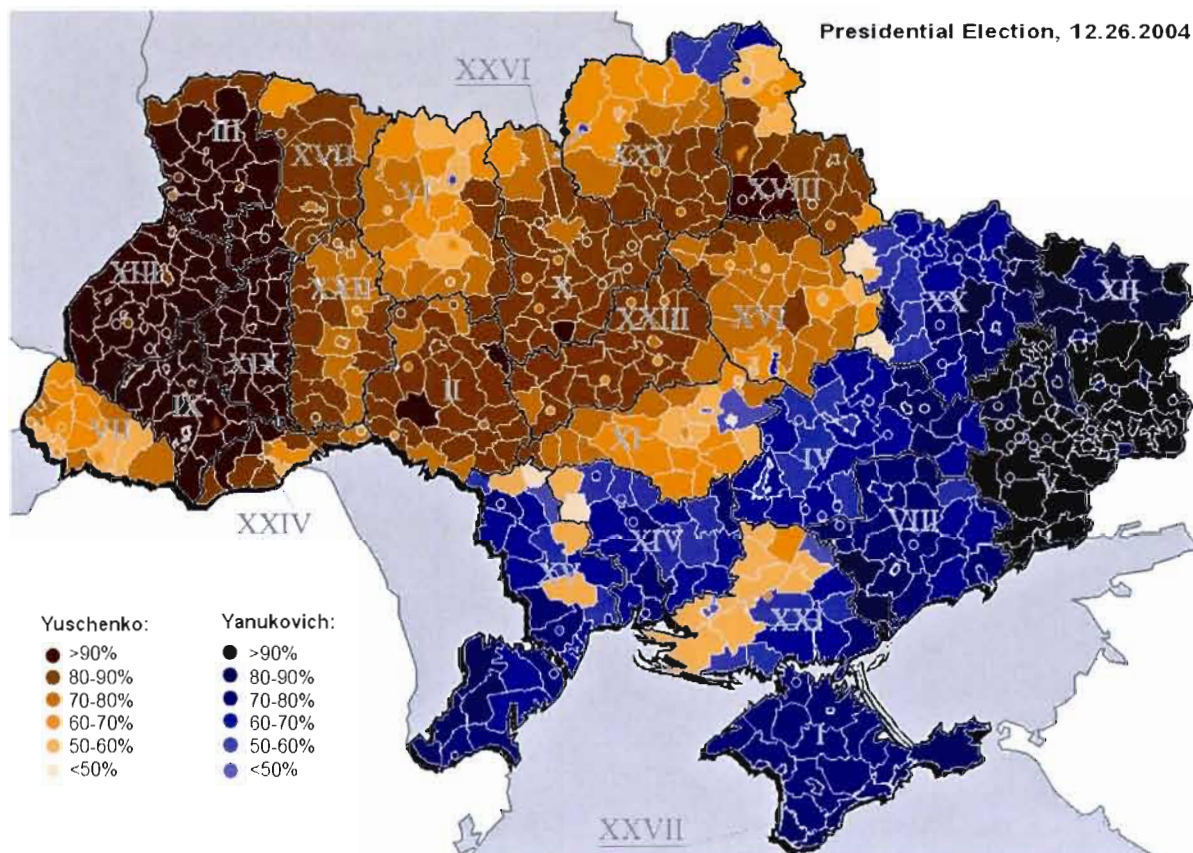 Presidential Election, 12.26.2004
XXVI
III
XVII
VI
XXV
XVIII
XIII
XXII
X
XXIII
XVI
XX
XII
XIX
II
IX
VII
XI
IV
V
VIII
XXIV
XIV
XV
XXI
I
XXVII
Yuschenko:
>90%
80-90%
70-80%
60-70%
50-60%
<50%
Yanukovich:
>90%
80-90%
70-80%
60-70%
50-60%
<50%